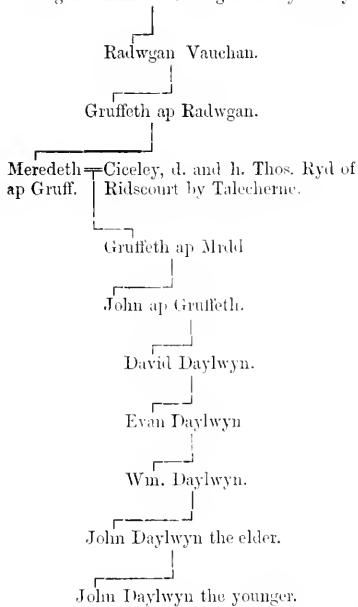 Radwgan Vauchan.
Gruffeth ap Radwgan.
Meredeth Ciceley, d. and h. Thos. Ryd of
ap Gruff. Ridscourt by Talecherne.
Gruffeth ap Mrdd
John ap Gruffeth.
David Daylwyn.
Evan Daylwyn
Wm. Daylwyn.
John Daylwyn the elder.
John Daylwyn the younger.